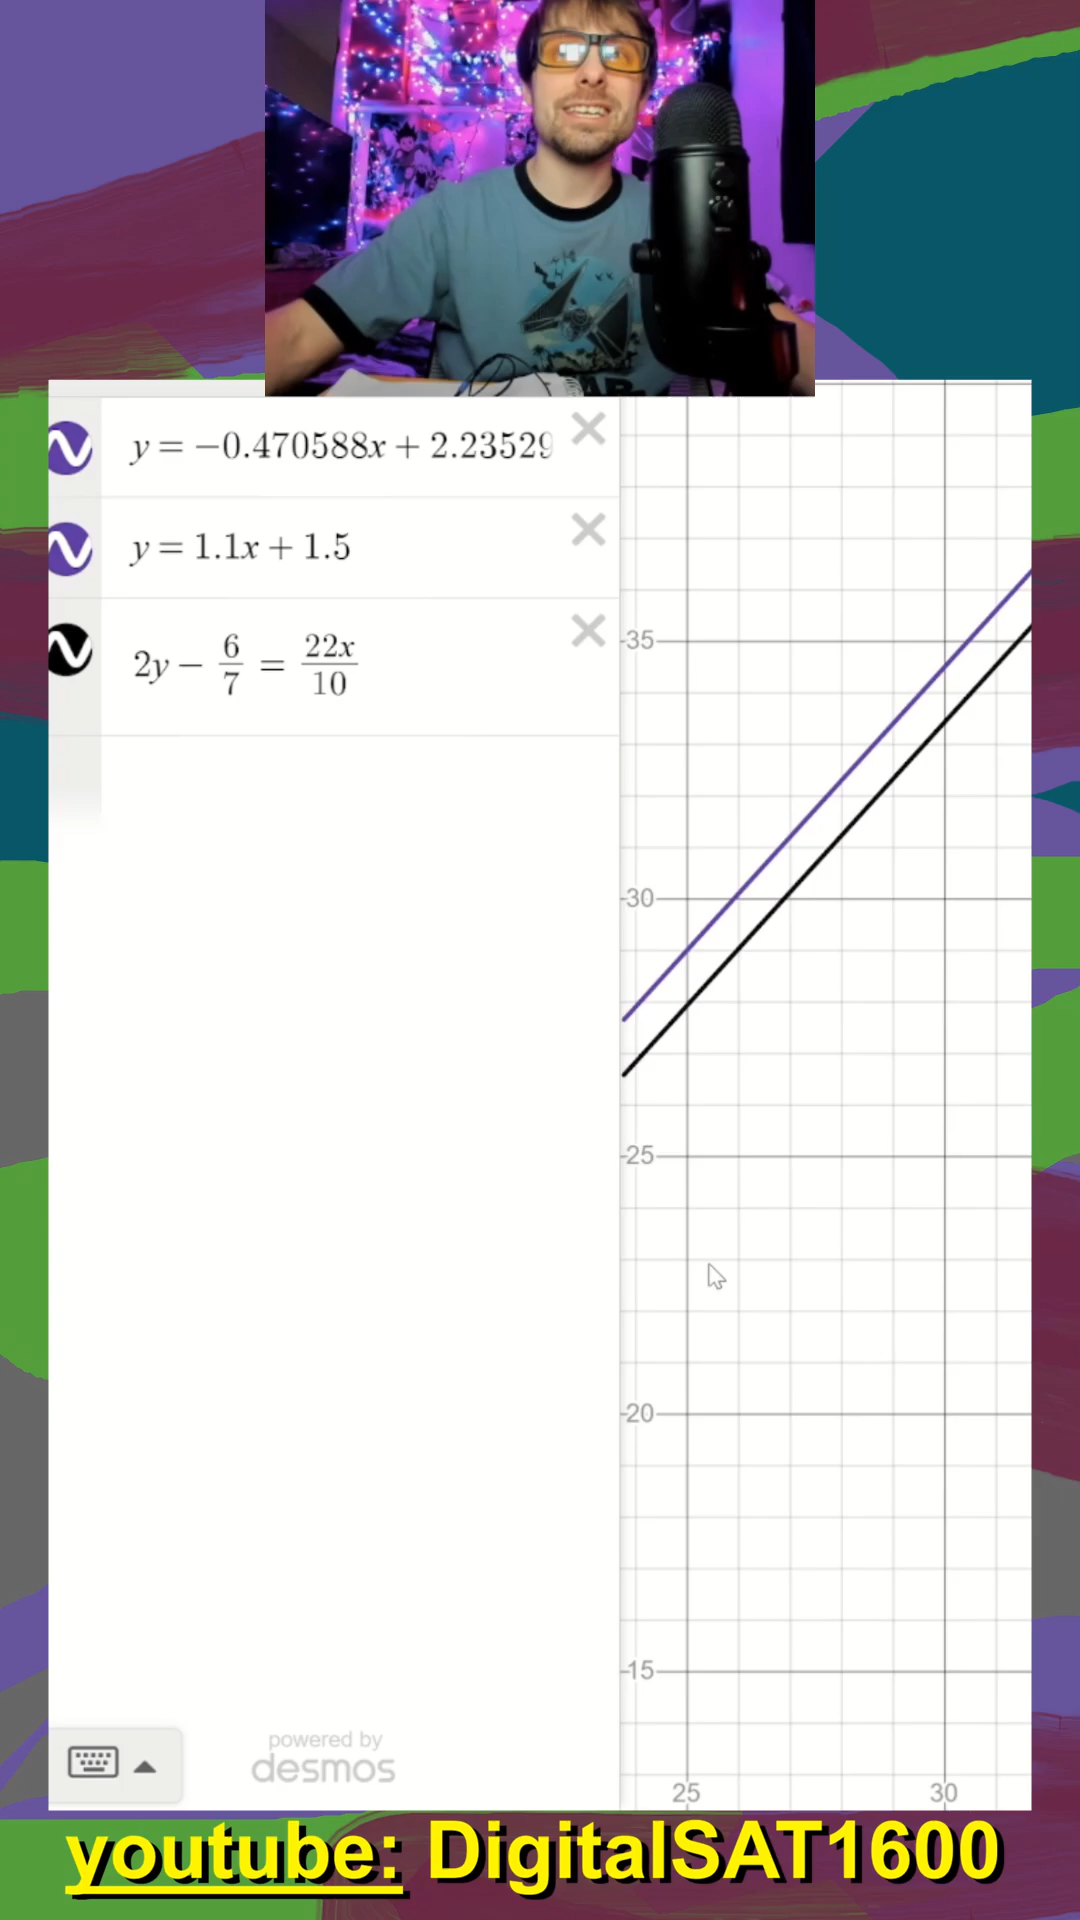 y = −0.470588x + 2.23529
y = 1.1x + 1.5
2y − 6/7 = 22x/10
35
30
25
20
15
25 30
powered by
desmos
youtube: DigitalSAT1600